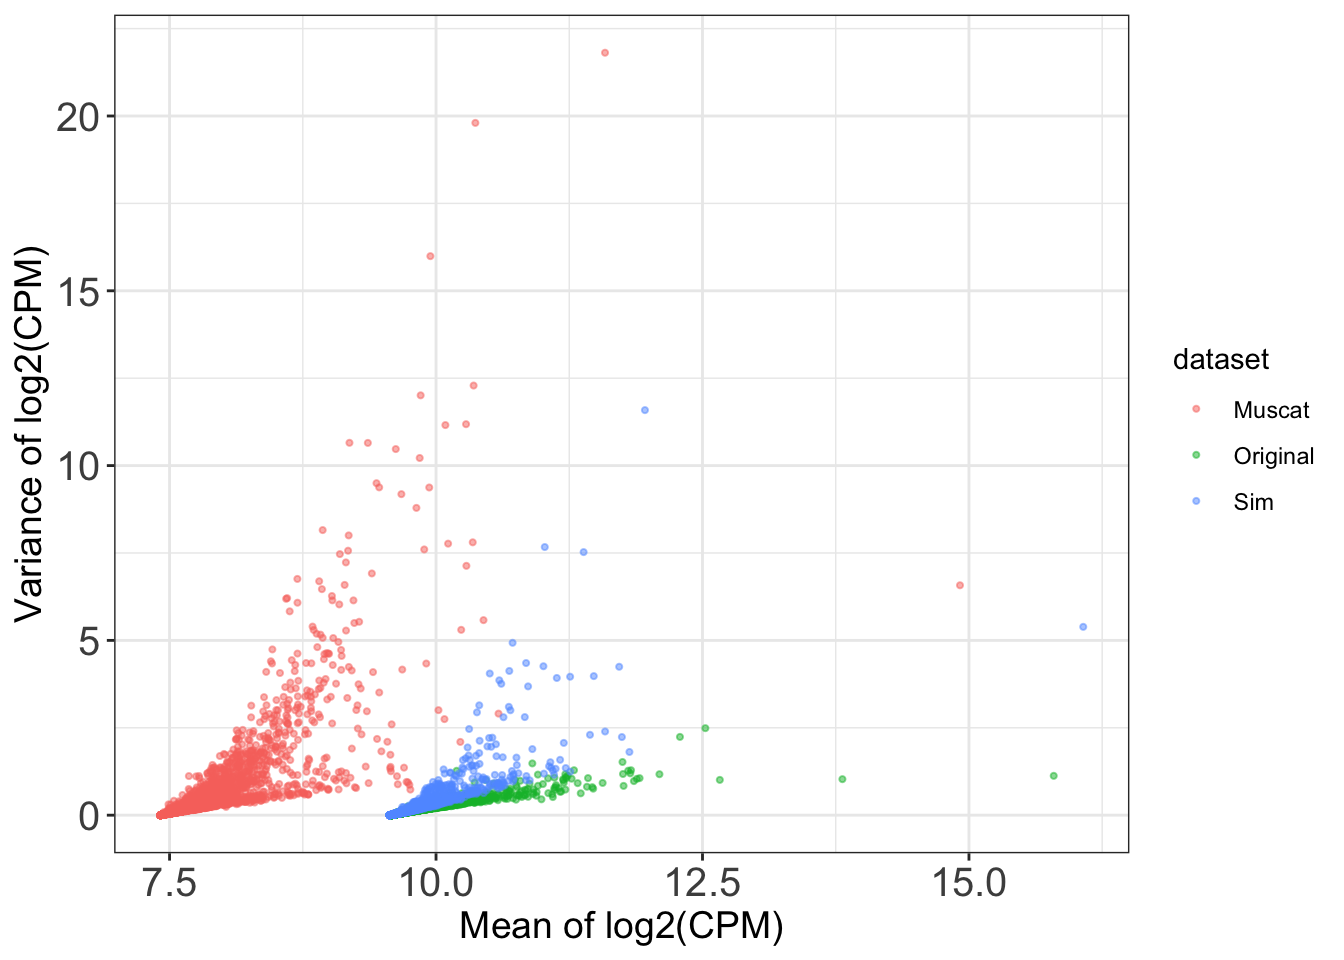 20
15
10
5
0
7.5
10.0
12.5
15.0
Mean of log2(CPM)
Variance of log2(CPM)
dataset
Muscat
Original
Sim